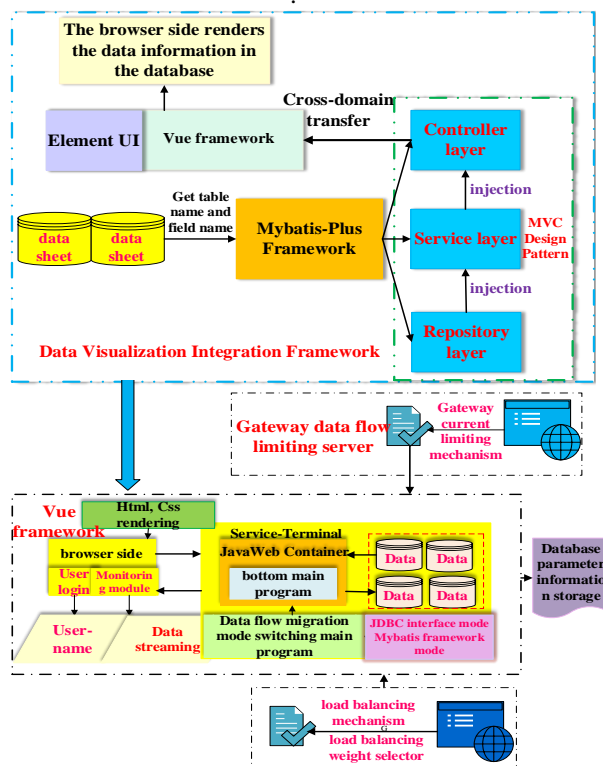 The browser side renders
the data information in
the database
Cross-domain
transfer
Element UI
Vue framework
Controller
layer
injection
Get table
name and
field name
data
sheet
data
sheet
Mybatis-Plus
Framework
Service layer
MVC
Design
Pattern
injection
Repository
layer
Data Visualization Integration Framework
Gateway data flow
limiting server
Gateway
current
limiting
mechanism
Vue
framework
Html, Css
rendering
Service-Terminal
JavaWeb Container
browser side
bottom main
program
Data
Data
Data
Data
User
login
Monitorin
g module
User-
name
Data
streaming
Data flow migration
mode switching main
program
JDBC interface mode
Mybatis framework
mode
Database
parameter
informatio
n storage
load balancing
mechanism
G
load balancing
weight selector